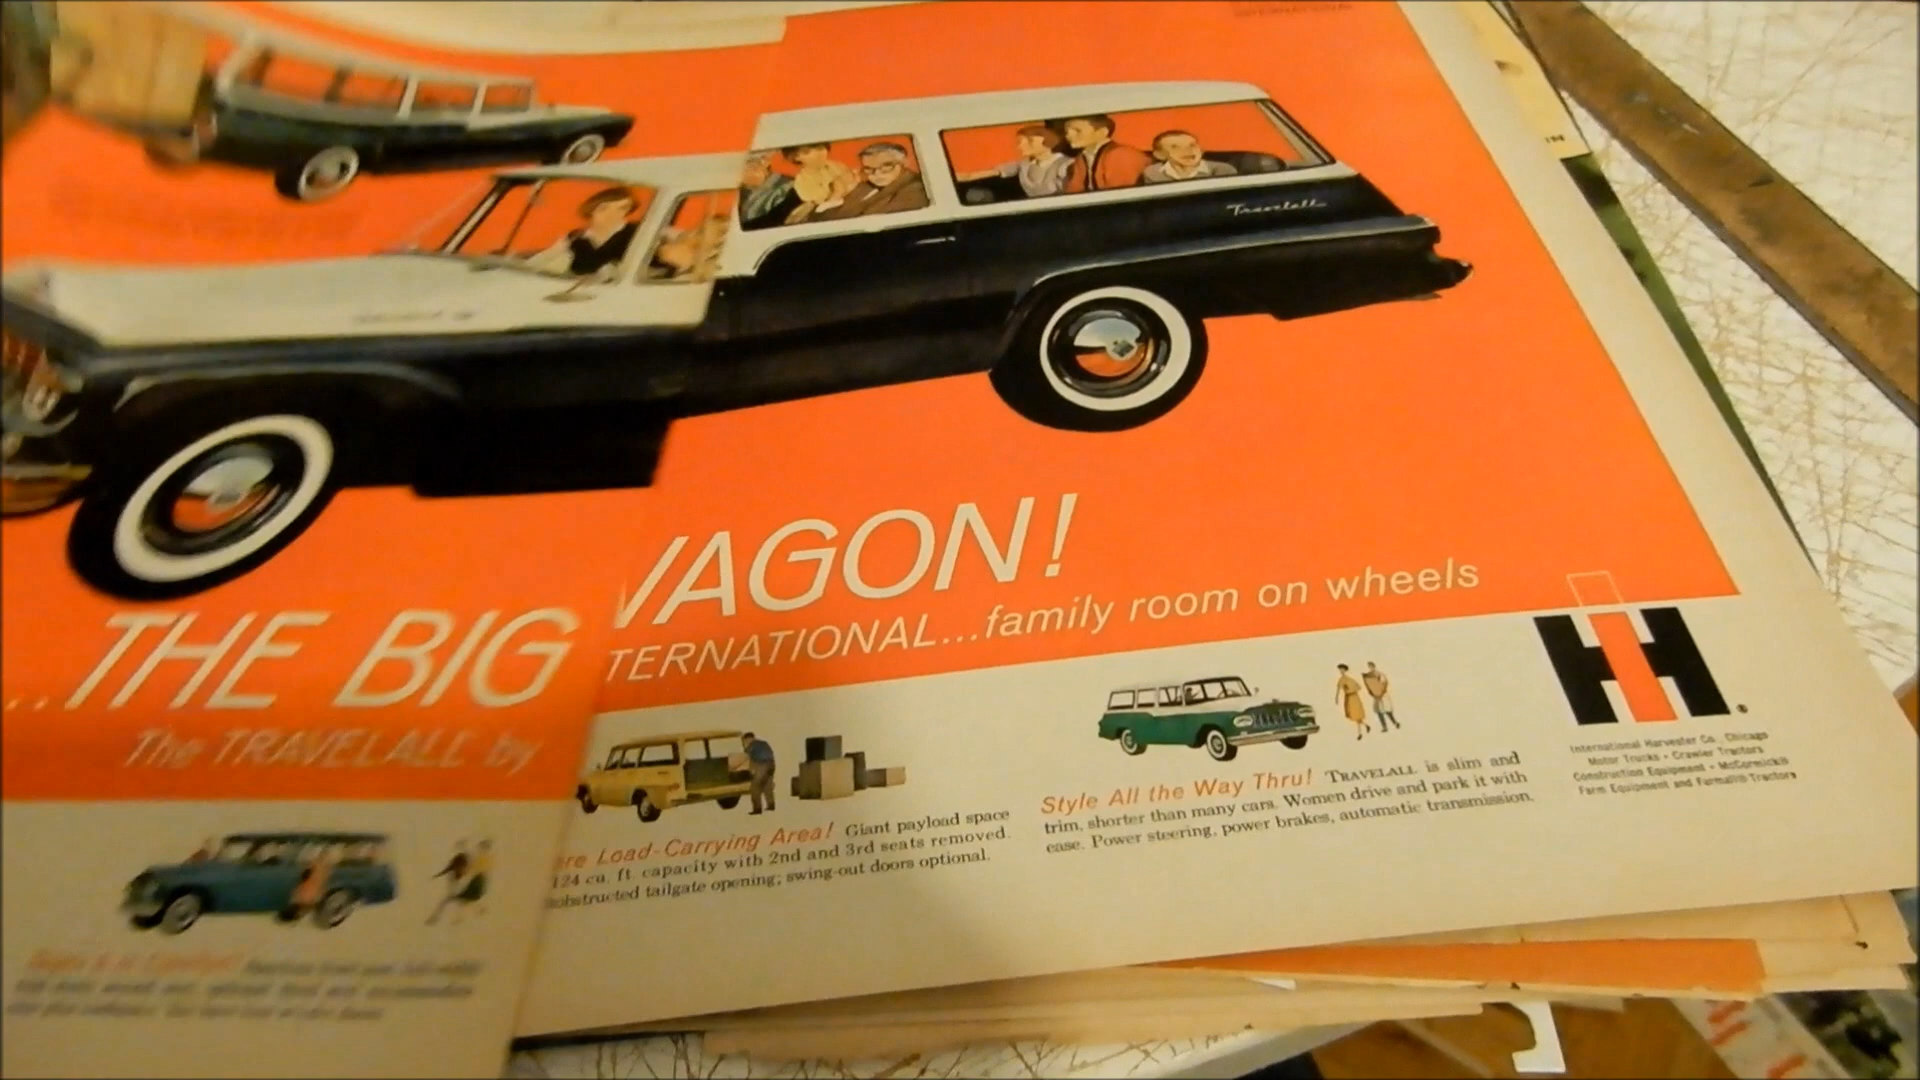 INTERNATIONAL
Travelall
..THE BIG
WAGON!
The TRAVELALL by
TERNATIONAL...family room on wheels
re Load-Carrying Area! Giant payload space
124 cu. ft. capacity with 2nd and 3rd seats removed.
obstructed tailgate opening; swing-out doors optional.
Style All the Way Thru! TRAVELALL is slim and
trim, shorter than many cars. Women drive and park it with
ease. Power steering, power brakes, automatic transmission.
IH®
International Harvester Co., Chicago
Motor Trucks • Crawler Tractors
Construction Equipment • McCormick®
Farm Equipment and Farmall® Tractors